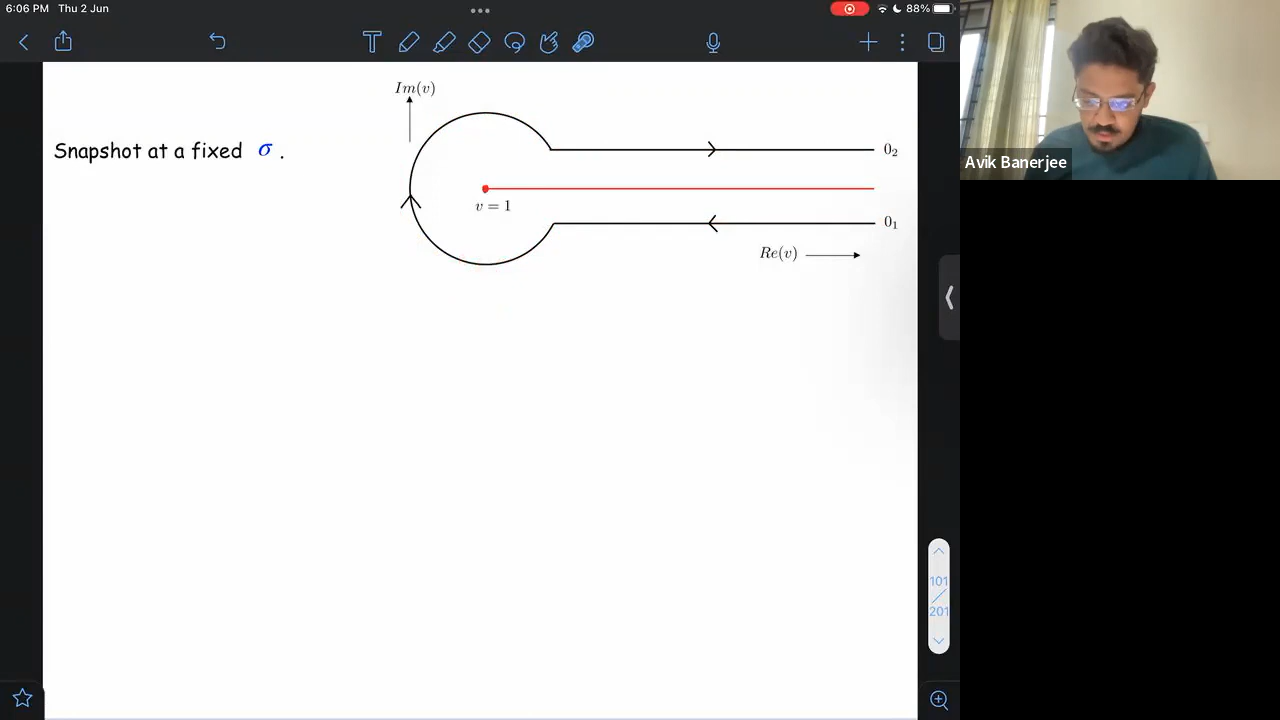 6:06 PM Thu 2 Jun
88%
T
Im(v)
Snapshot at a fixed σ .
0₂
v = 1
0₁
Re(v)
Avik Banerjee
101
201